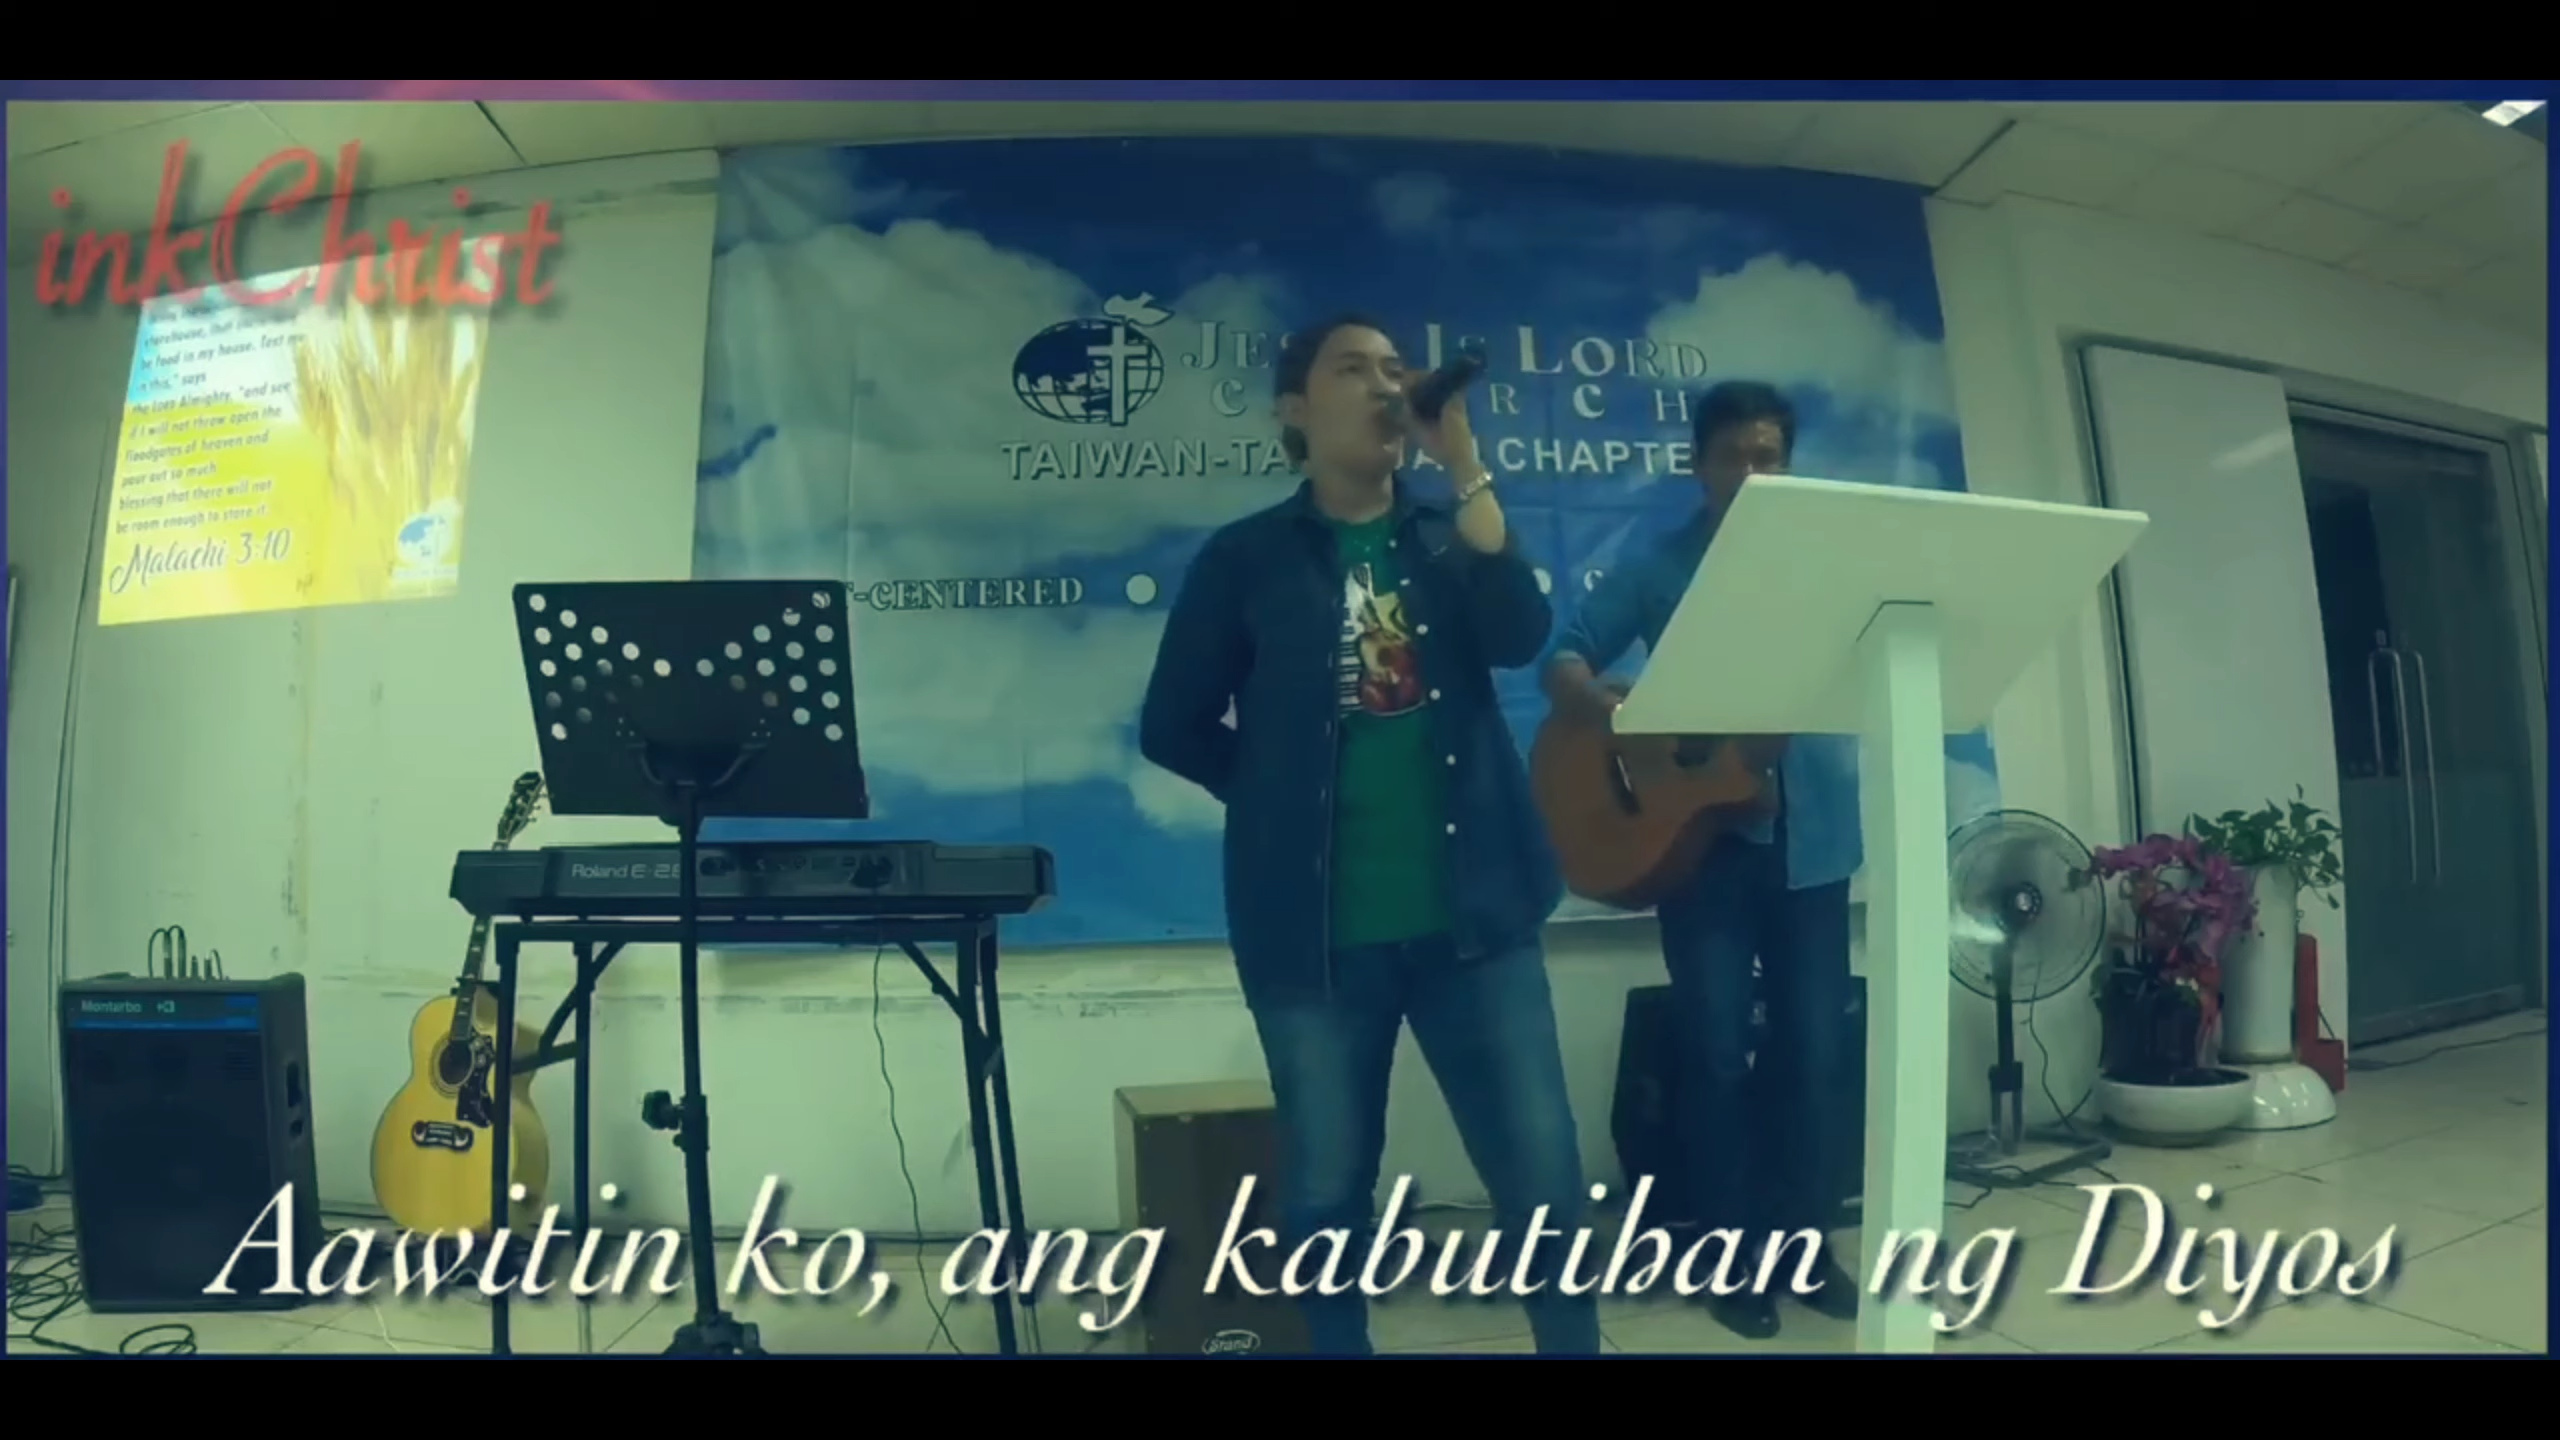 inkChrist
storehouse, that there may
be food in my house. Test me
in this," says
the Lord Almighty, "and see
if I will not throw open the
floodgates of heaven and
pour out so much
blessing that there will not
be room enough to store it.
Malachi 3:10
LORD
TAIWAN-TA CHAPTE
T-CENTERED
Roland E-28
Montarbo
Aawitin ko, ang kabutihan ng Diyos